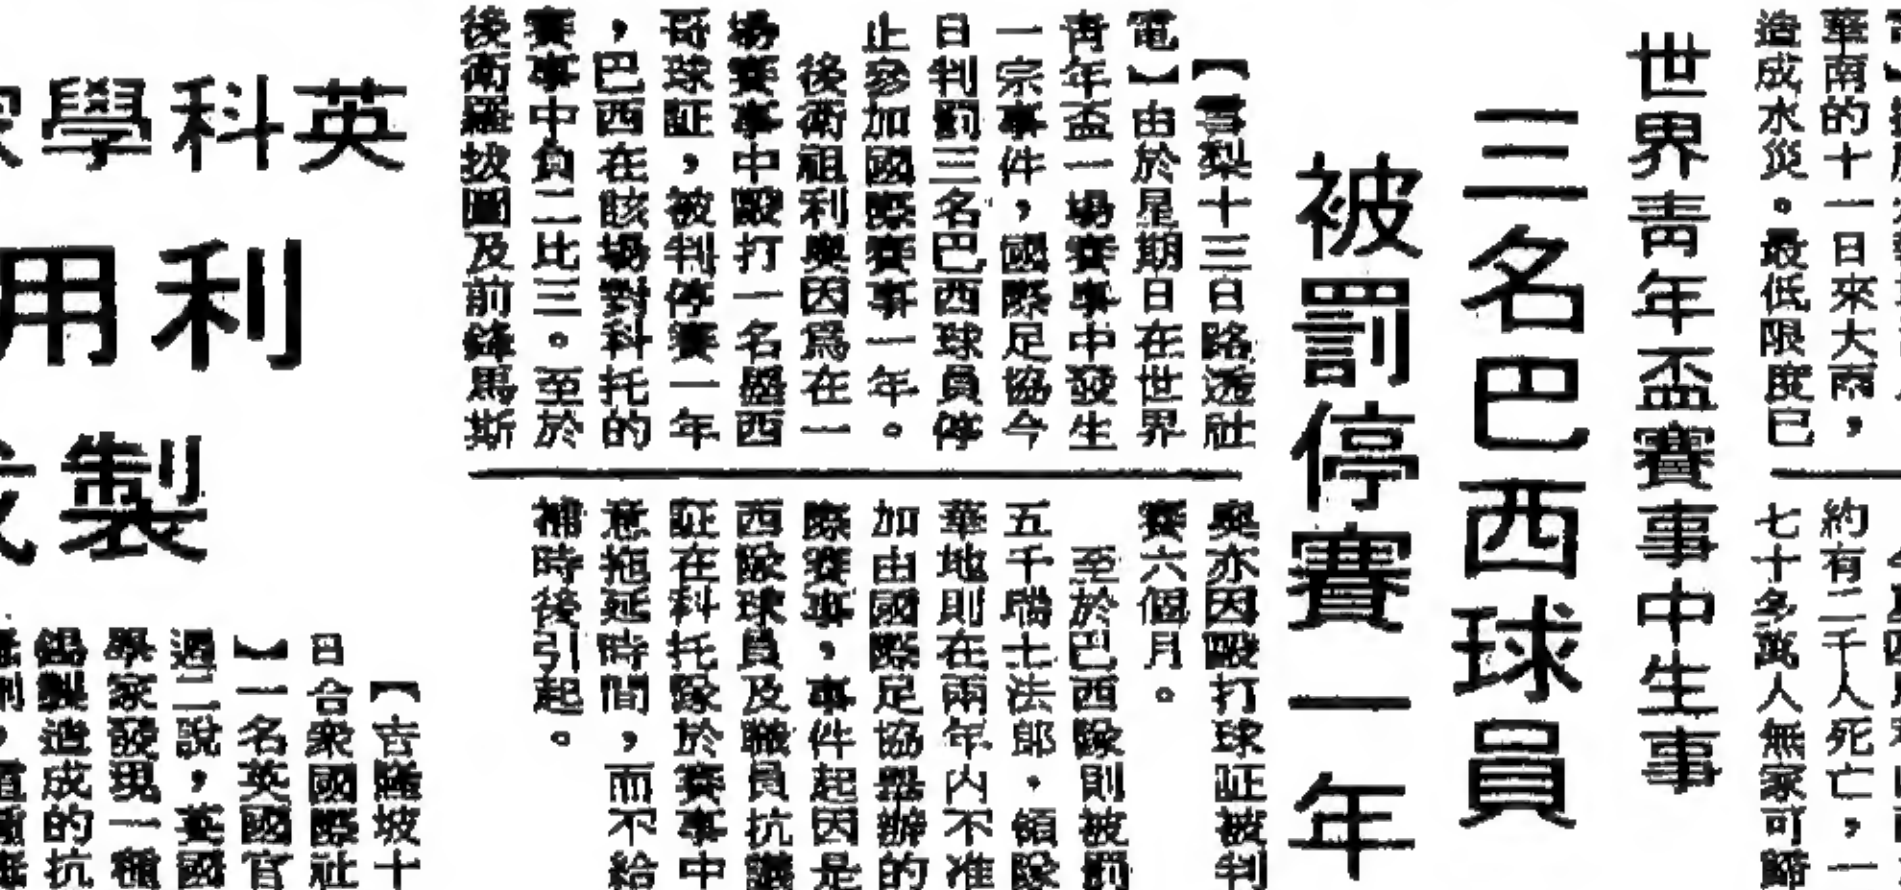 造成水災。最低限度已
華南的十一日來大雨，
約有二千人死亡，一
七十多萬人無家可歸
世界青年盃賽事中生事
三名巴西球員
被罰停賽一年
【雪梨十三日路透社
電】由於星期日在世界
青年盃一場賽事中發生
一宗事件，國際足協今
日判罰三名巴西球員停
止參加國際賽事一年。
後衛祖利奧因爲在一
場賽事中毆打一名墨西
哥球証，被判停賽一年
，巴西在該場對科托的
賽事中負二比三。至於
後衛羅拔圖及前鋒馬斯
奧亦因毆打球証被判
賽六個月。
至於巴西隊則被罰
五千瑞士法郎，領隊
華地則在兩年內不准
加由國際足協舉辦的
際賽事，事件起因是
西隊球員及職員抗議
証在科托隊於賽事中
意拖延時間，而不給
補時後引起。
英科學
利用
製
【吉隆坡十
日合衆國際社
】一名英國官
週二說，英國
學家發現一種
錫製造成的抗